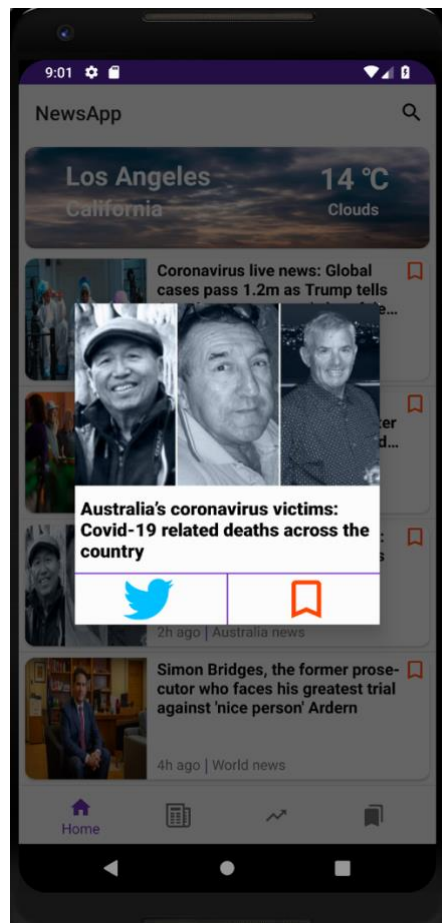 9:01
NewsApp
Los Angeles
14 °C
California
Clouds
Coronavirus live news: Global
cases pass 1.2m as Trump tells
Australia’s coronavirus victims:
Covid-19 related deaths across the
country
2h ago | Australia news
Simon Bridges, the former prose-
cutor who faces his greatest trial
against 'nice person' Ardern
4h ago | World news
Home